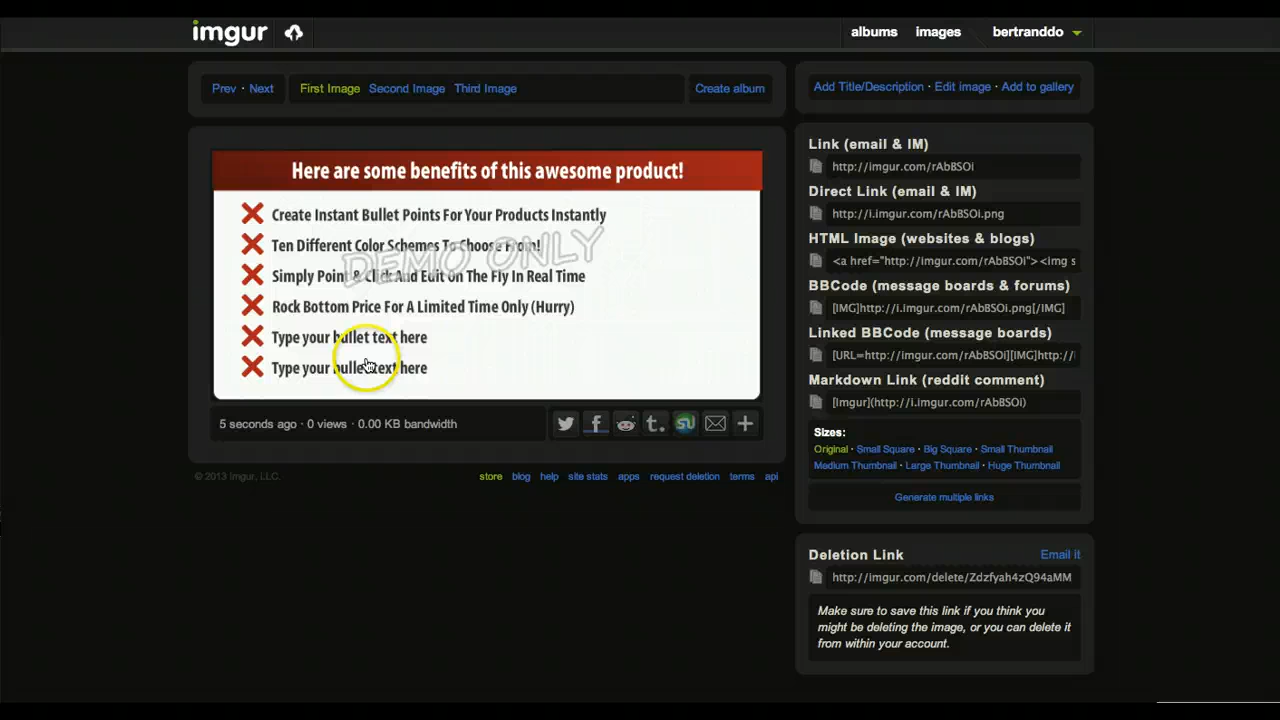 imgur
albums images bertranddo
Prev · Next First Image Second Image Third Image Create album
Add Title/Description · Edit image · Add to gallery
Here are some benefits of this awesome product!
Create Instant Bullet Points For Your Products Instantly
Ten Different Color Schemes To Choose From!
Simply Point & Click And Edit On The Fly In Real Time
Rock Bottom Price For A Limited Time Only (Hurry)
Type your bullet text here
Type your bullet text here
DEMO ONLY
5 seconds ago · 0 views · 0.00 KB bandwidth
© 2013 Imgur, LLC.
store blog help site stats apps request deletion terms api
Link (email & IM)
http://imgur.com/rAbBSOi
Direct Link (email & IM)
http://i.imgur.com/rAbBSOi.png
HTML Image (websites & blogs)
<a href="http://imgur.com/rAbBSOi"><img s
BBCode (message boards & forums)
[IMG]http://i.imgur.com/rAbBSOi.png[/IMG]
Linked BBCode (message boards)
[URL=http://imgur.com/rAbBSOi][IMG]http://i
Markdown Link (reddit comment)
[Imgur](http://i.imgur.com/rAbBSOi)
Sizes:
Original · Small Square · Big Square · Small Thumbnail
Medium Thumbnail · Large Thumbnail · Huge Thumbnail
Generate multiple links
Deletion Link Email it
http://imgur.com/delete/Zdzfyah4zQ94aMM
Make sure to save this link if you think you
might be deleting the image, or you can delete it
from within your account.